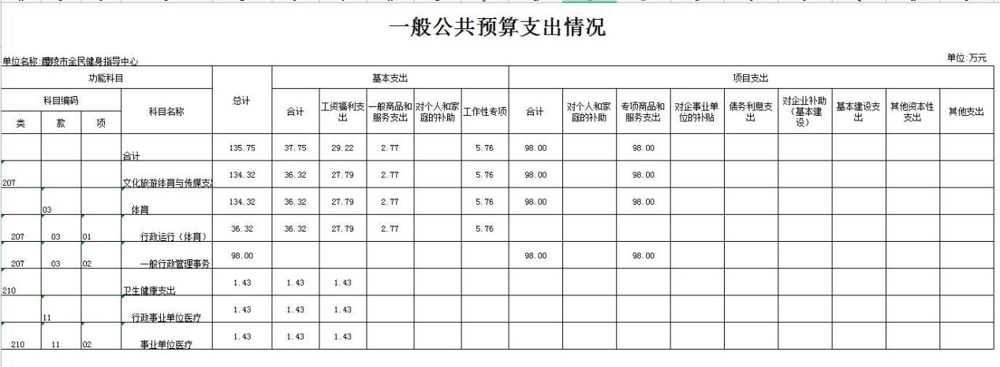 一般公共预算支出情况
单位名称:醴陵市全民健身指导中心 单位:万元
功能科目 总计 基本支出 项目支出
科目编码 科目名称 合计 工资福利支出 一般商品和服务支出 对个人和家庭的补助 工作性专项 合计 对个人和家庭的补助 专项商品和服务支出 对企事业单位的补贴 债务利息支出 对企业补助（基本建设） 基本建设支出 其他资本性支出 其他支出
类 款 项
合计 135.75 37.75 29.22 2.77 5.76 98.00 98.00
207 文化旅游体育与传媒支 134.32 36.32 27.79 2.77 5.76 98.00 98.00
03 体育 134.32 36.32 27.79 2.77 5.76 98.00 98.00
207 03 01 行政运行（体育） 36.32 36.32 27.79 2.77 5.76
207 03 02 一般行政管理事务 98.00 98.00 98.00
210 卫生健康支出 1.43 1.43 1.43
11 行政事业单位医疗 1.43 1.43 1.43
210 11 02 事业单位医疗 1.43 1.43 1.43